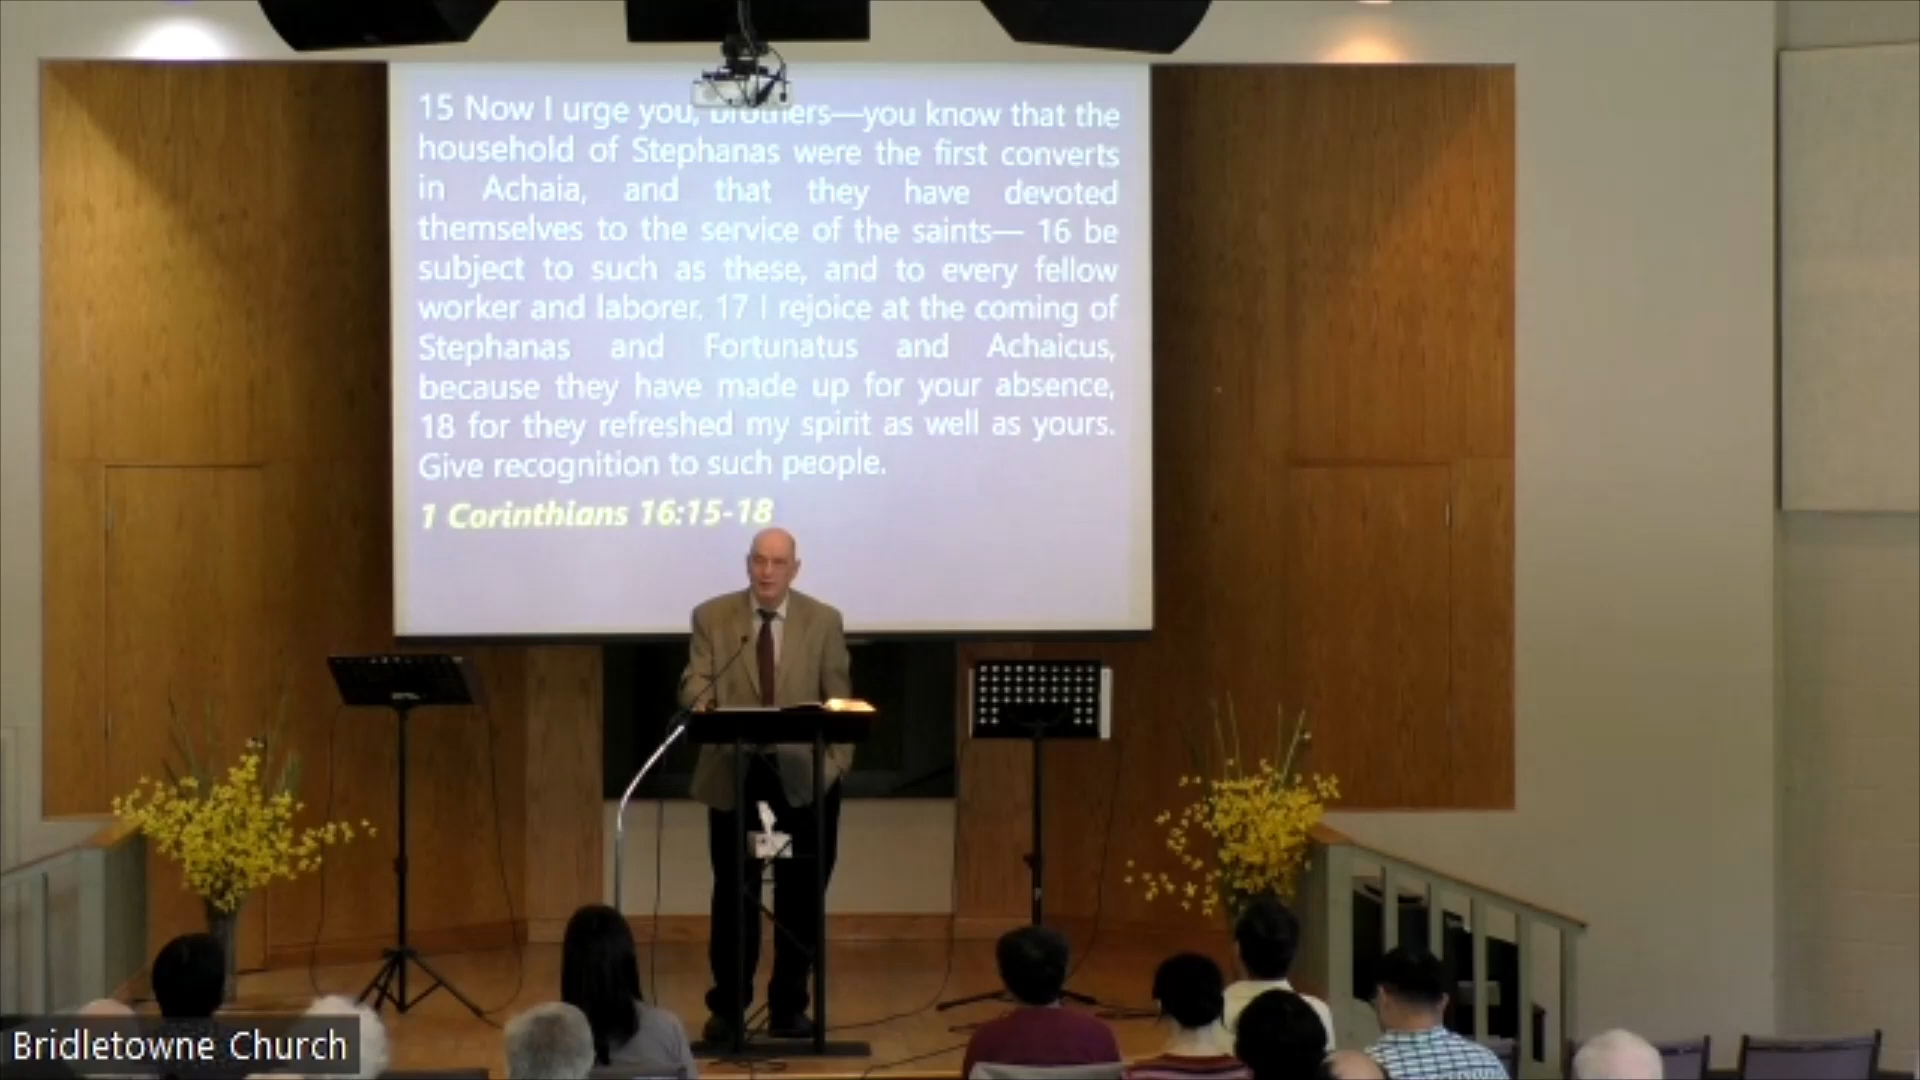 15 Now I urge you, brothers—you know that the
household of Stephanas were the first converts
in Achaia, and that they have devoted
themselves to the service of the saints— 16 be
subject to such as these, and to every fellow
worker and laborer. 17 I rejoice at the coming of
Stephanas and Fortunatus and Achaicus,
because they have made up for your absence,
18 for they refreshed my spirit as well as yours.
Give recognition to such people.
1 Corinthians 16:15-18
Bridletowne Church